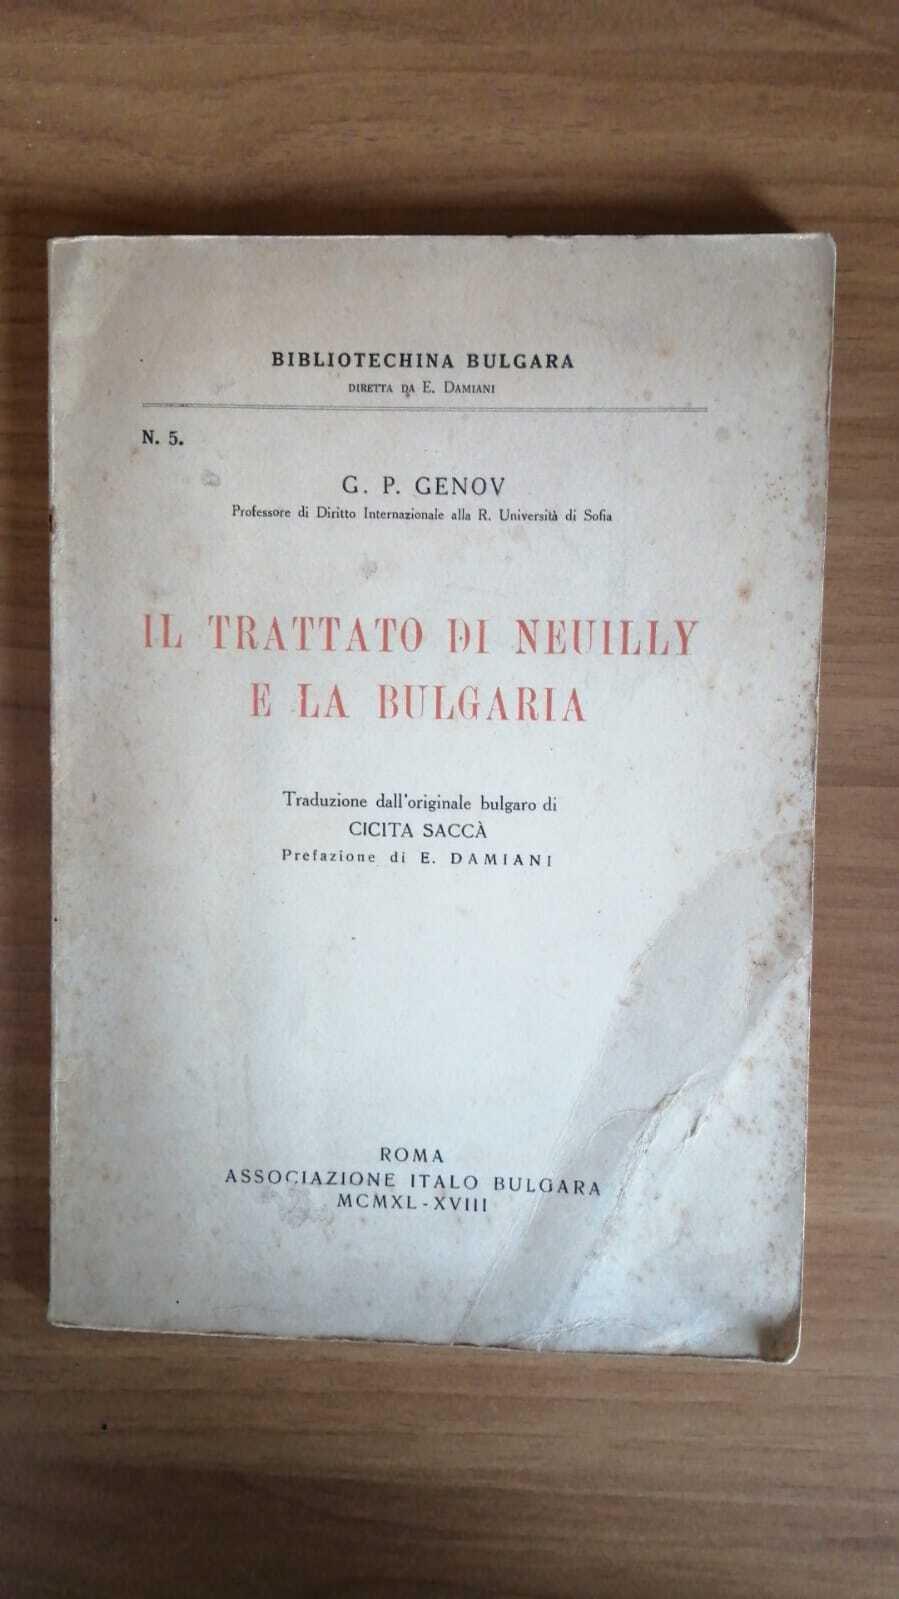 BIBLIOTECHINA BULGARA
DIRETTA DA E. DAMIANI
N. 5.
G. P. GENOV
Professore di Diritto Internazionale alla R. Università di Sofia
IL TRATTATO DI NEUILLY
E LA BULGARIA
Traduzione dall'originale bulgaro di
CICITA SACCÀ
Prefazione di E. DAMIANI
ROMA
ASSOCIAZIONE ITALO BULGARA
MCMXL-XVIII